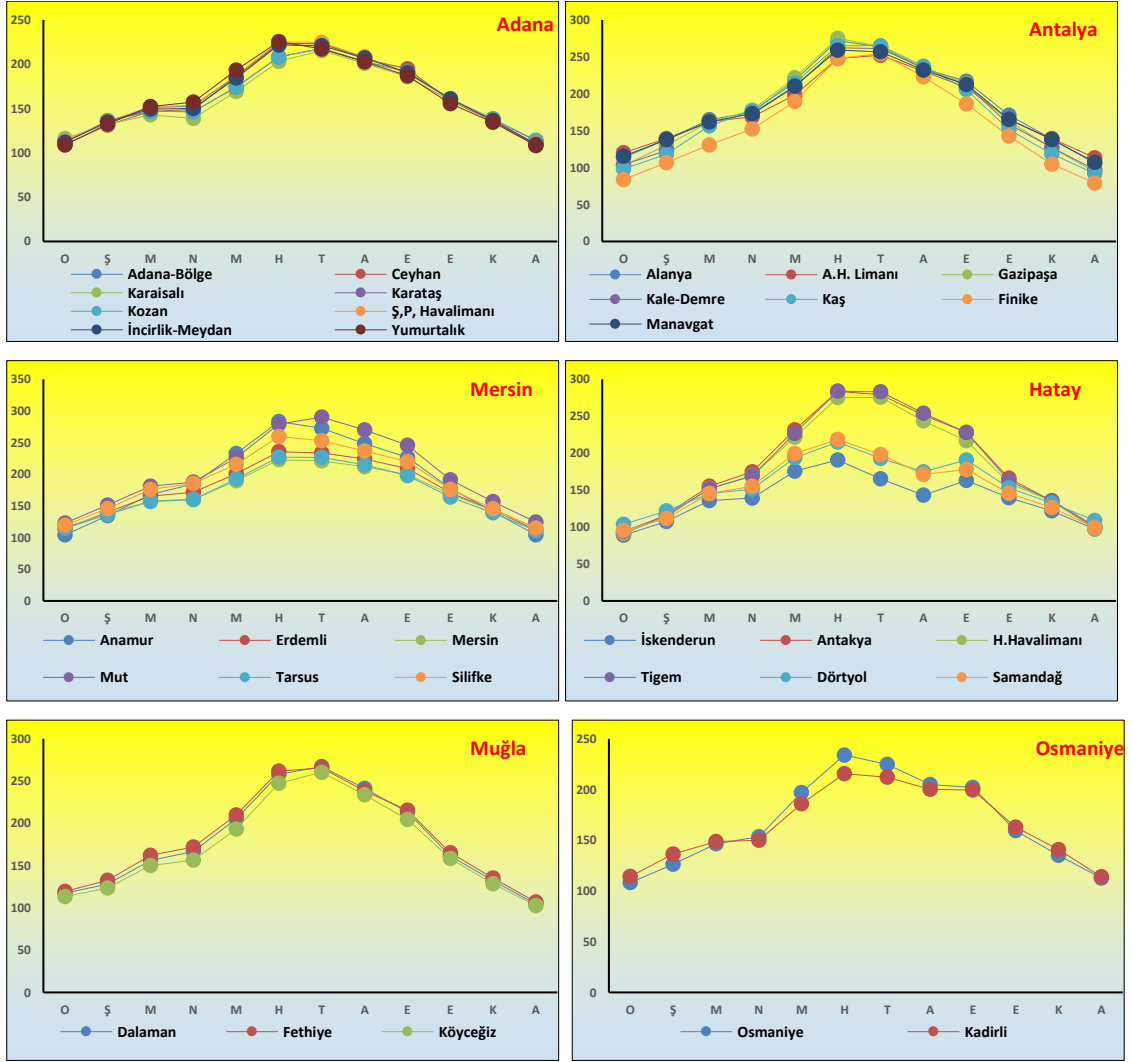 Adana
250
200
150
100
50
0
O Ş M N M H T A E E K A
Adana-Bölge Ceyhan
Karaisalı Karataş
Kozan Ş,P, Havalimanı
İncirlik-Meydan Yumurtalık
Antalya
300
250
200
150
100
50
0
O Ş M N M H T A E E K A
Alanya A.H. Limanı Gazipaşa
Kale-Demre Kaş Finike
Manavgat
Mersin
350
300
250
200
150
100
50
0
O Ş M N M H T A E E K A
Anamur Erdemli Mersin
Mut Tarsus Silifke
Hatay
300
250
200
150
100
50
0
O Ş M N M H T A E E K A
İskenderun Antakya H.Havalimanı
Tigem Dörtyol Samandağ
Muğla
300
250
200
150
100
50
0
O Ş M N M H T A E E K A
Dalaman Fethiye Köyceğiz
Osmaniye
250
200
150
100
50
0
O Ş M N M H T A E E K A
Osmaniye Kadirli